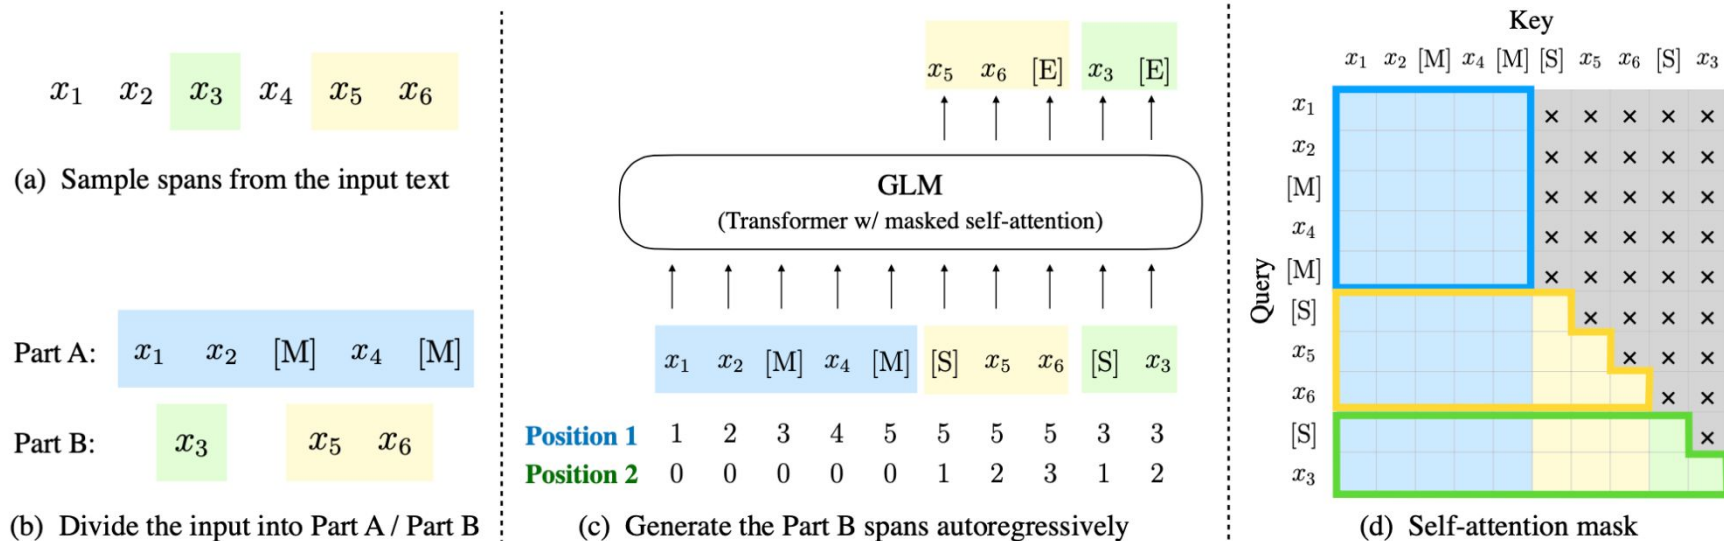 x₁ x₂ x₃ x₄ x₅ x₆
(a) Sample spans from the input text
Part A: x₁ x₂ [M] x₄ [M]
Part B: x₃ x₅ x₆
(b) Divide the input into Part A / Part B
x₅ x₆ [E] x₃ [E]
GLM
(Transformer w/ masked self-attention)
x₁ x₂ [M] x₄ [M] [S] x₅ x₆ [S] x₃
Position 1 1 2 3 4 5 5 5 5 3 3
Position 2 0 0 0 0 0 1 2 3 1 2
(c) Generate the Part B spans autoregressively
Key
x₁ x₂ [M] x₄ [M] [S] x₅ x₆ [S] x₃
Query
x₁ × × × × ×
x₂ × × × × ×
[M] × × × × ×
x₄ × × × × ×
[M] × × × × ×
[S] × × × ×
x₅ × × ×
x₆ × ×
[S] ×
x₃
(d) Self-attention mask